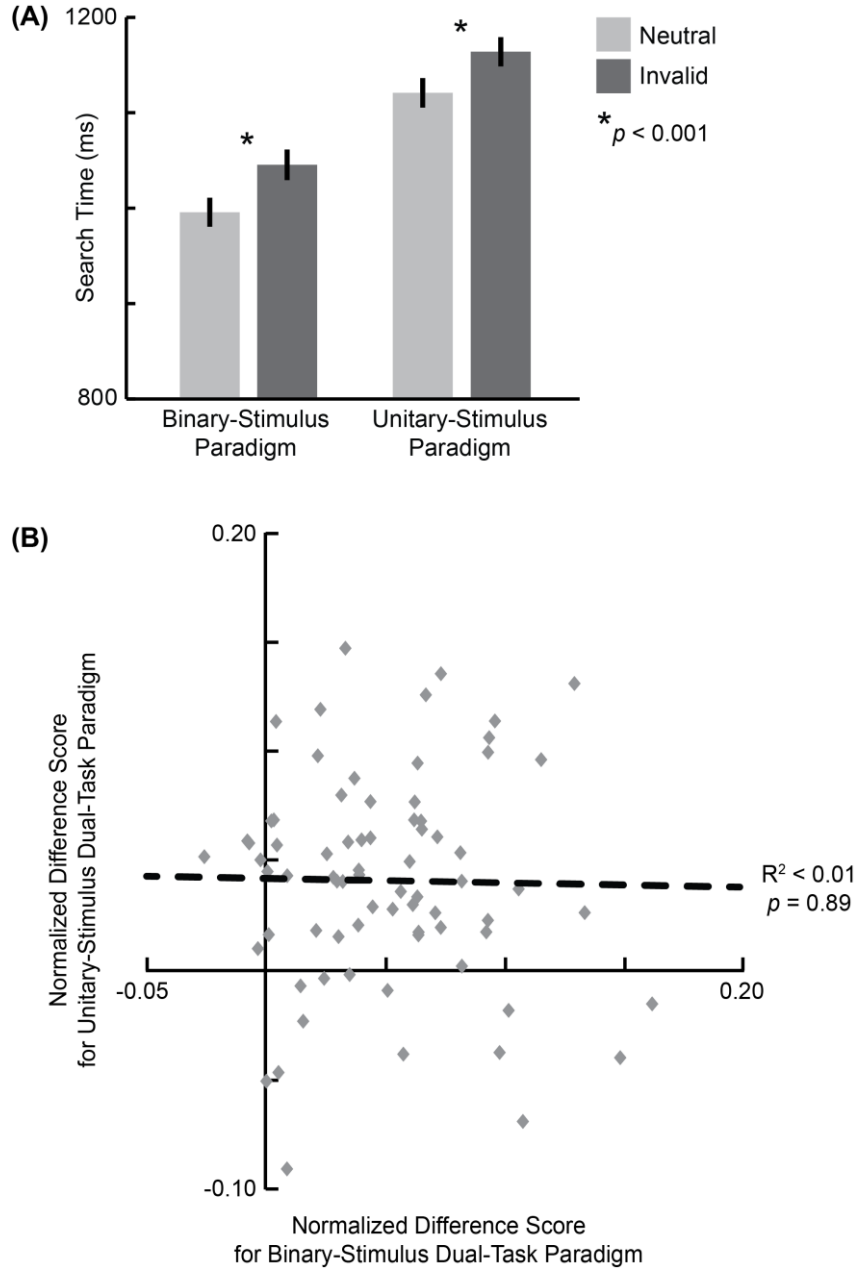 (A)
1200
Search Time (ms)
800
*
*
Neutral
Invalid
*p < 0.001
Binary-Stimulus
Paradigm
Unitary-Stimulus
Paradigm
(B)
0.20
Normalized Difference Score
for Unitary-Stimulus Dual-Task Paradigm
R² < 0.01
p = 0.89
-0.05
0.20
-0.10
Normalized Difference Score
for Binary-Stimulus Dual-Task Paradigm